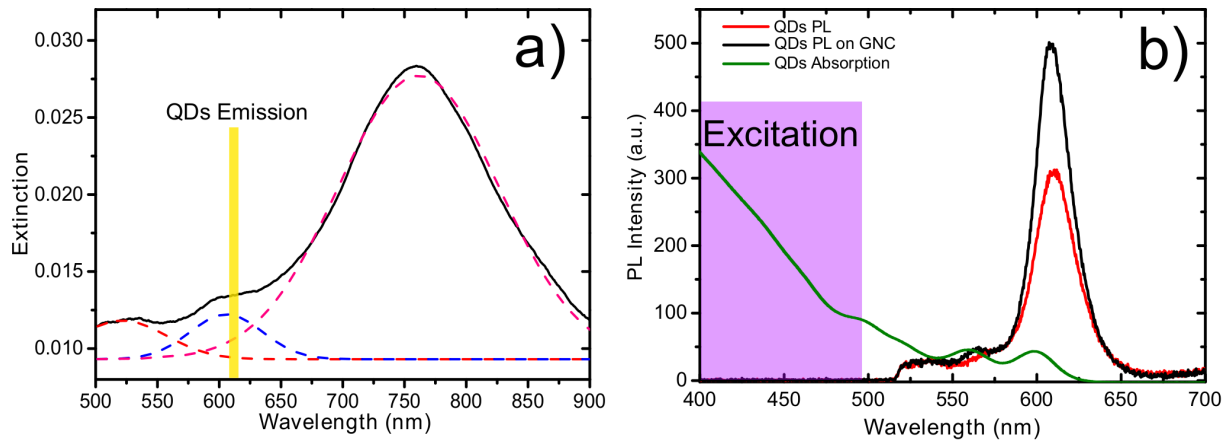 a)
QDs Emission
Extinction
0.030
0.025
0.020
0.015
0.010
500 550 600 650 700 750 800 850 900
Wavelength (nm)
b)
QDs PL
QDs PL on GNC
QDs Absorption
Excitation
PL Intensity (a.u.)
500
400
300
200
100
0
400 450 500 550 600 650 700
Wavelength (nm)